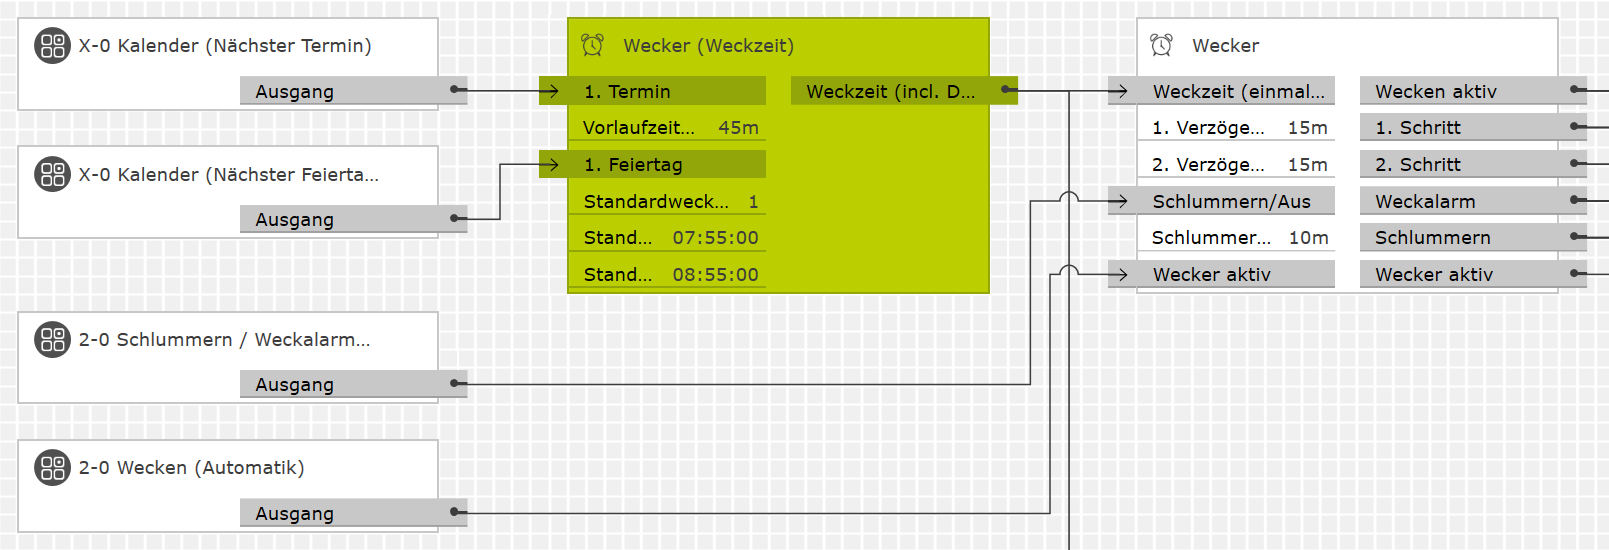 X-0 Kalender (Nächster Termin)
Ausgang
X-0 Kalender (Nächster Feierta...
Ausgang
2-0 Schlummern / Weckalarm...
Ausgang
2-0 Wecken (Automatik)
Ausgang
Wecker (Weckzeit)
1. Termin
Weckzeit (incl. D...
Vorlaufzeit... 45m
1. Feiertag
Standardweck... 1
Stand... 07:55:00
Stand... 08:55:00
Wecker
Weckzeit (einmal... Wecken aktiv
1. Verzöge... 15m 1. Schritt
2. Verzöge... 15m 2. Schritt
Schlummern/Aus Weckalarm
Schlummer... 10m Schlummern
Wecker aktiv Wecker aktiv